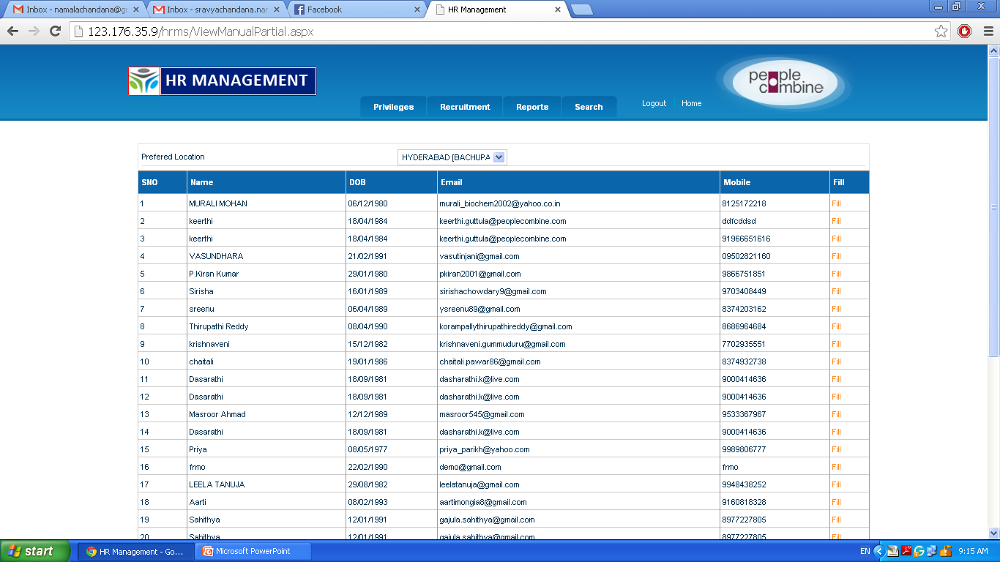 Inbox - namalachandana@g
Inbox - sravyachandana.nar
Facebook
HR Management
123.176.35.9/hrms/ViewManualPartial.aspx
HR MANAGEMENT
people combine
Privileges Recruitment Reports Search Logout Home
Prefered Location HYDERABAD [BACHUPA
SNO Name DOB Email Mobile Fill
1 MURALI MOHAN 06/12/1980 murali_biochem2002@yahoo.co.in 8125172218 Fill
2 keerthi 18/04/1984 keerthi.guttula@peoplecombine.com ddfcddsd Fill
3 keerthi 18/04/1984 keerthi.guttula@peoplecombine.com 91966651616 Fill
4 VASUNDHARA 21/02/1991 vasutinjani@gmail.com 09502821160 Fill
5 P.Kiran Kumar 29/01/1980 pkiran2001@gmail.com 9866751851 Fill
6 Sirisha 16/01/1989 sirishachowdary9@gmail.com 9703408449 Fill
7 sreenu 06/04/1989 ysreenu89@gmail.com 8374203162 Fill
8 Thirupathi Reddy 08/04/1990 korampallythirupathireddy@gmail.com 8686964684 Fill
9 krishnaveni 15/12/1982 krishnaveni.gummuduru@gmail.com 7702935551 Fill
10 chaitali 19/01/1986 chaitali.pawar86@gmail.com 8374932738 Fill
11 Dasarathi 18/09/1981 dasharathi.k@live.com 9000414636 Fill
12 Dasarathi 18/09/1981 dasharathi.k@live.com 9000414636 Fill
13 Masroor Ahmad 12/12/1989 masroor545@gmail.com 9533367967 Fill
14 Dasarathi 18/09/1981 dasharathi.k@live.com 9000414636 Fill
15 Priya 08/05/1977 priya_parikh@yahoo.com 9989806777 Fill
16 frmo 22/02/1990 demo@gmail.com frmo Fill
17 LEELA TANUJA 29/08/1982 leelatanuja@gmail.com 9948438252 Fill
18 Aarti 08/02/1993 aartimongia8@gmail.com 9160818328 Fill
19 Sahithya 12/01/1991 gajula.sahithya@gmail.com 8977227805 Fill
20 Sahithya 12/01/1991 gajula.sahithya@gmail.com 8977227805 Fill
start HR Management - Go... Microsoft PowerPoint EN 9:15 AM